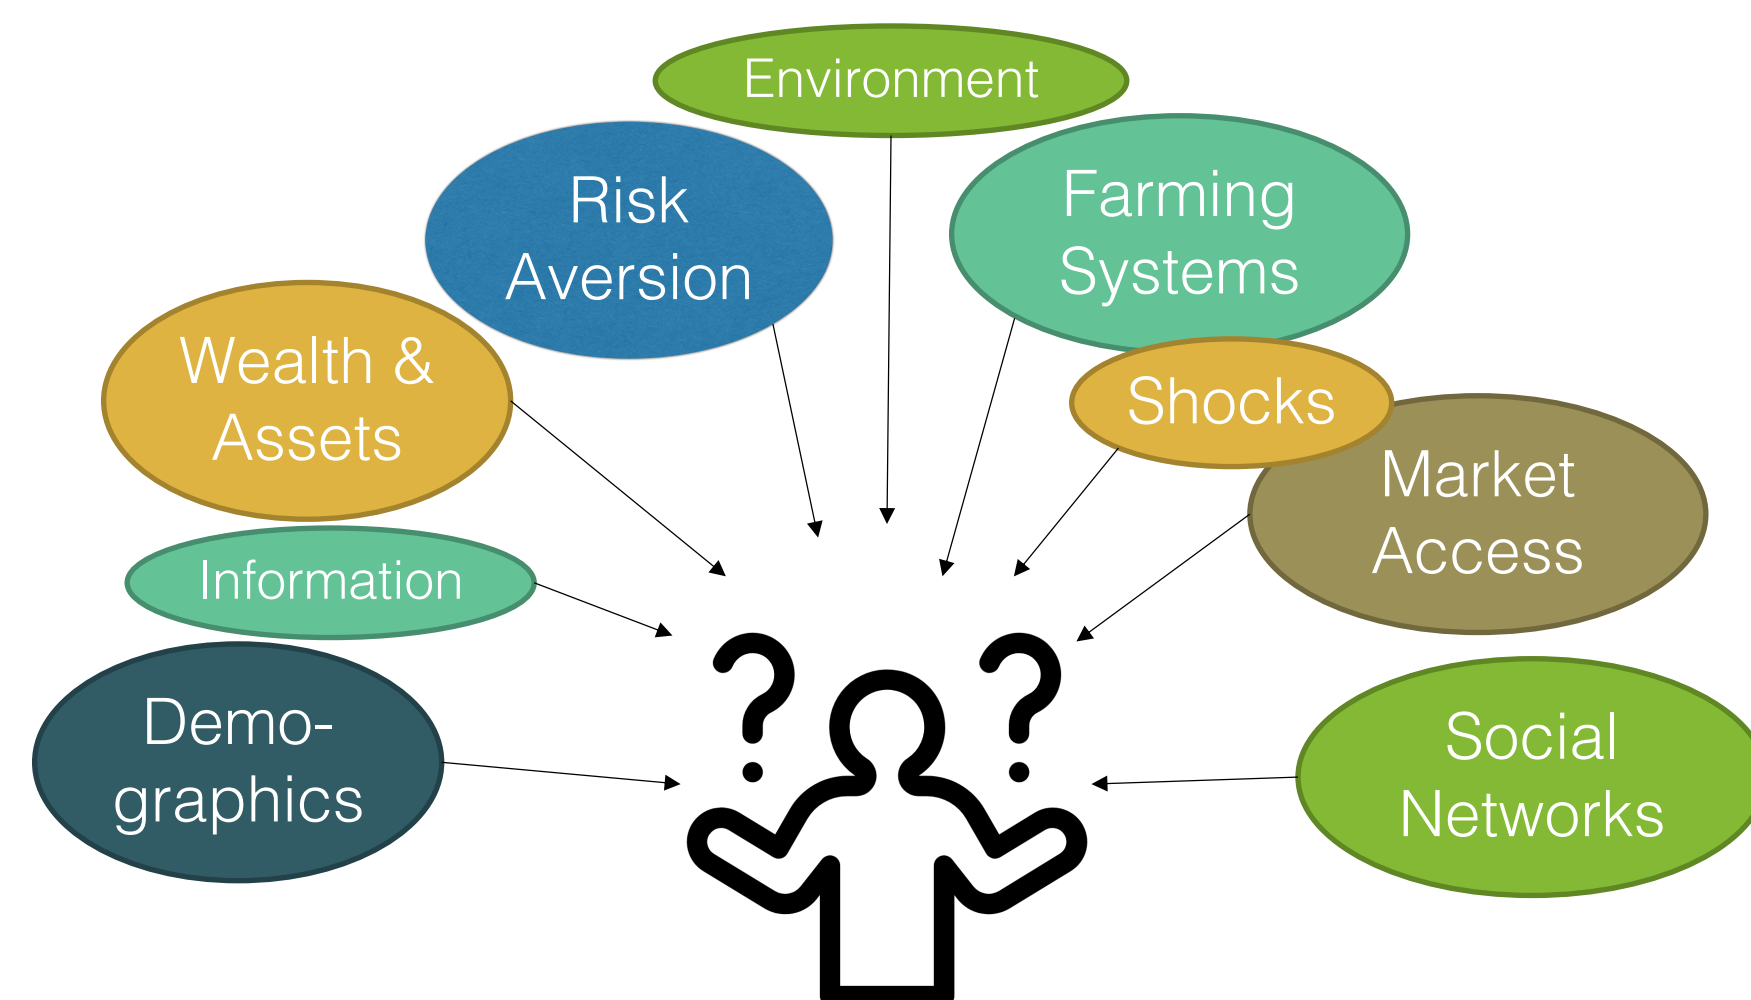 Environment
Risk
Aversion
Farming
Systems
Wealth &
Assets
Shocks
Market
Access
Information
Demo-
graphics
Social
Networks
? ?